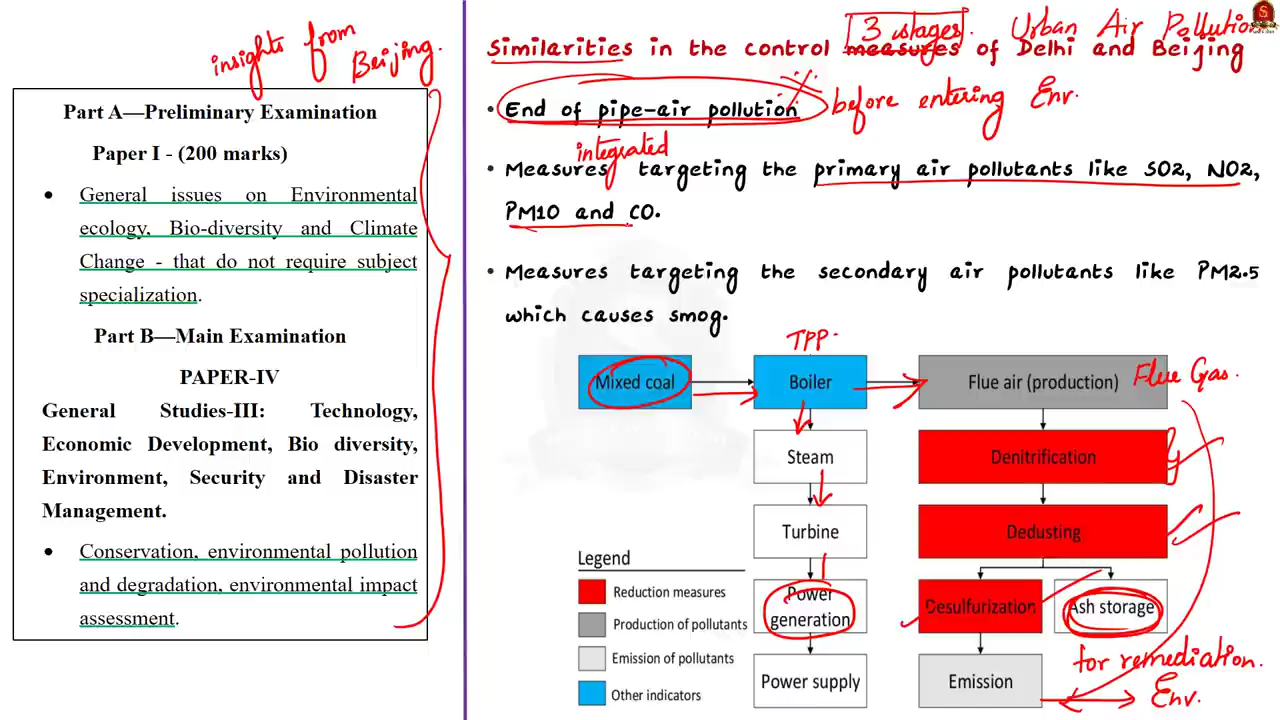 insights from
Beijing.
Part A—Preliminary Examination
Paper I - (200 marks)
• General issues on Environmental
ecology, Bio-diversity and Climate
Change - that do not require subject
specialization.
Part B—Main Examination
PAPER-IV
General Studies-III: Technology,
Economic Development, Bio diversity,
Environment, Security and Disaster
Management.
• Conservation, environmental pollution
and degradation, environmental impact
assessment.
3 stages. Urban Air Pollution
Similarities in the control measures of Delhi and Beijing
• End of pipe-air pollution before entering Env.
integrated
• Measures targeting the primary air pollutants like SO2, NO2,
PM10 and CO.
• Measures targeting the secondary air pollutants like PM2.5
which causes smog.
TPP
Mixed coal
Boiler
Flue air (production)
Flue Gas.
Steam
Denitrification
Turbine
Dedusting
Legend
Reduction measures
Production of pollutants
Emission of pollutants
Other indicators
Power
generation
Desulfurization
Ash storage
for remediation.
Power supply
Emission
Env.